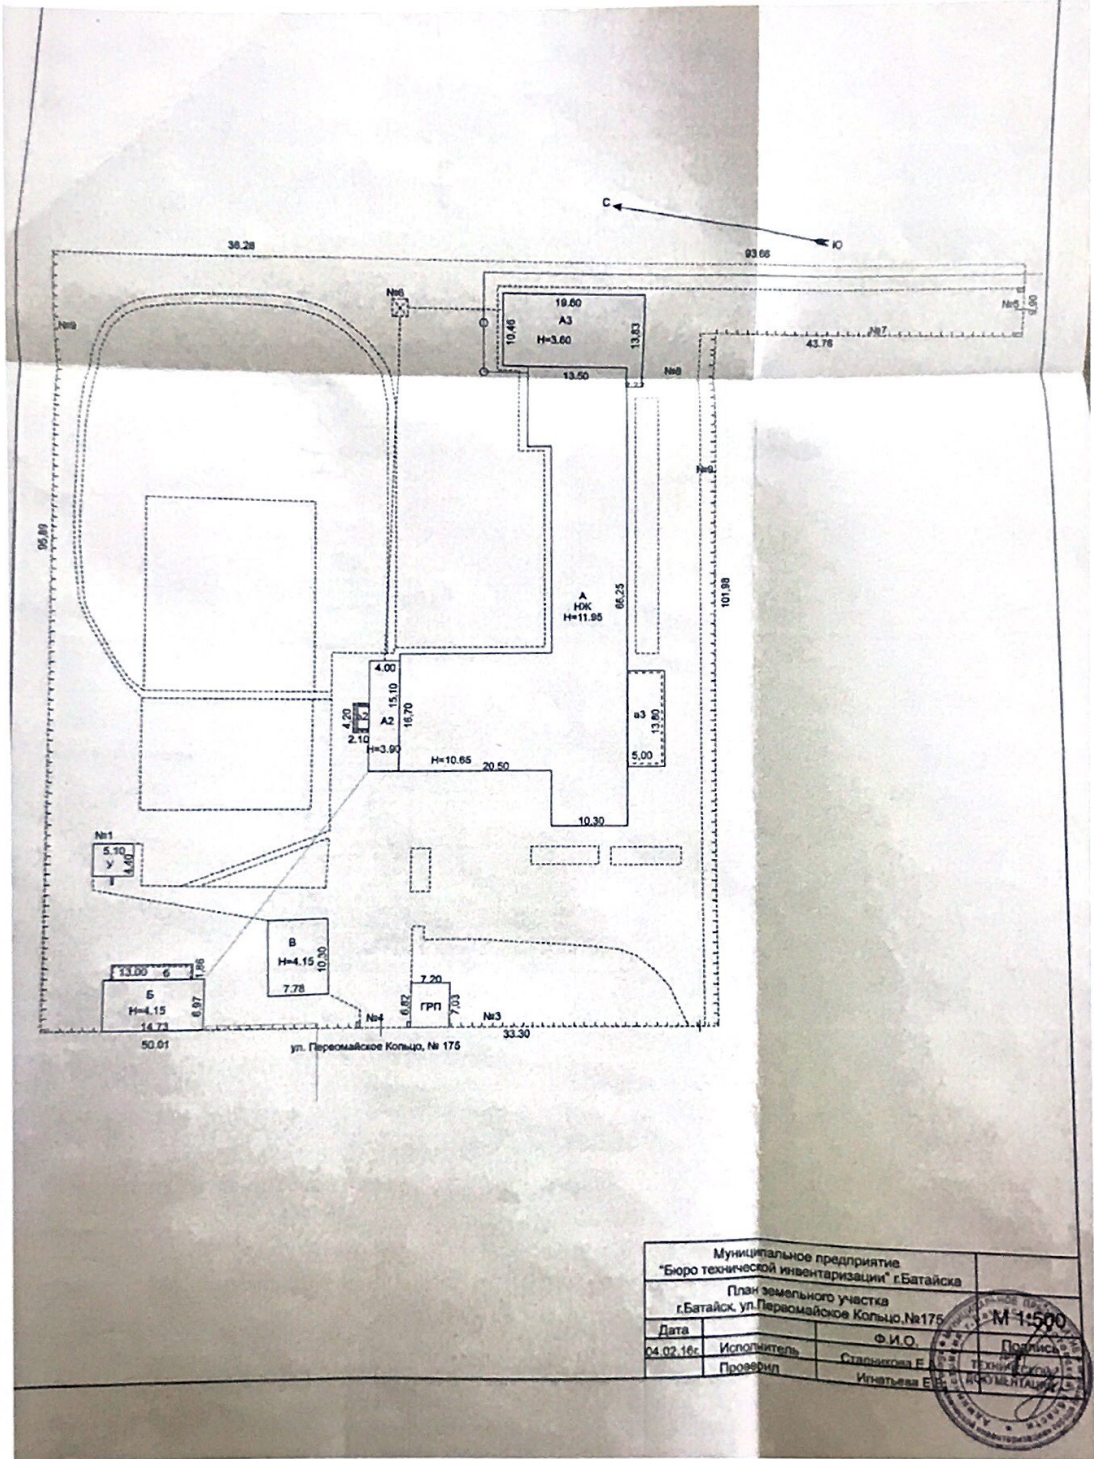 С
Ю
36.28
93.66
№6
19.60
А3
10,46
Н=3.60
13,83
13.50
№8
№5
9,90
№7
43.76
№9
№9
95,89
А
НЖ
Н=11.95
66,25
101,98
4.00
15,10
16,70
А2
4,20
2.10
Н=3.90
Н=10.65
20.50
а3
13.80
5,00
10.30
№1
5.10
У
4,40
В
Н=4.15
10,30
7.78
13.00
б
1,86
Б
Н=4.15
6,97
14.73
50.01
7.20
ГРП
6,82
7,03
№4
№3
33.30
ул. Первомайское Кольцо, № 175
Муниципальное предприятие
"Бюро технической инвентаризации" г.Батайска
План земельного участка
г.Батайск, ул.Первомайское Кольцо,№175
М 1:500
Дата
Ф.И.О.
Подпись
04.02.16г.
Исполнитель
Стадникова Е
Проверил
Игнатьева Е.В.
ТЕХНИЧЕСКОЙ
ДОКУМЕНТАЦИИ